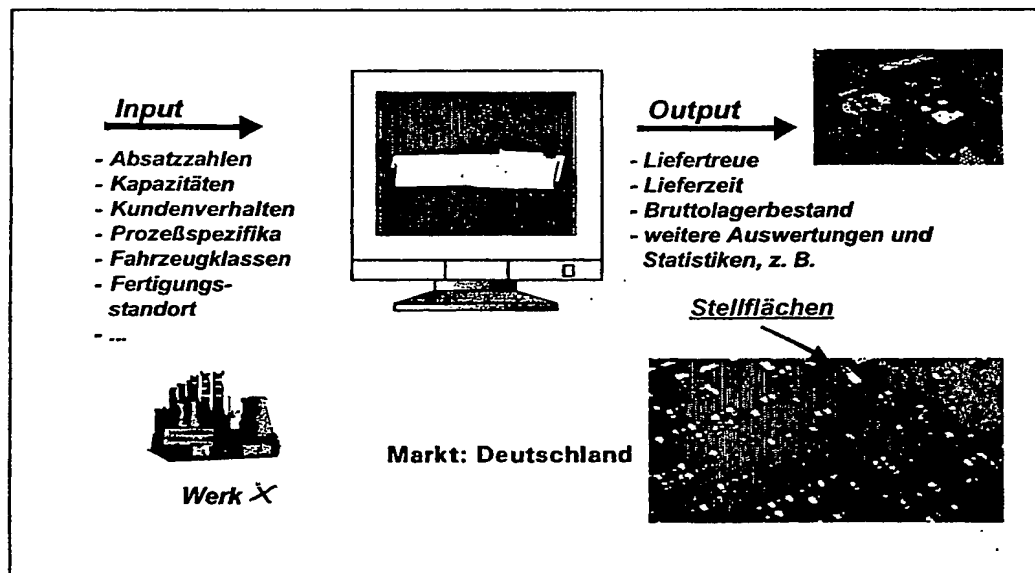 Input
- Absatzzahlen
- Kapazitäten
- Kundenverhalten
- Prozeßspezifika
- Fahrzeugklassen
- Fertigungs-
standort
- ...
Werk X
Output
- Liefertreue
- Lieferzeit
- Bruttolagerbestand
- weitere Auswertungen und
Statistiken, z. B.
Stellflächen
Markt: Deutschland